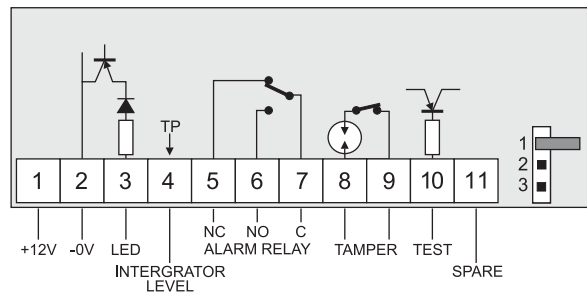 TP
1 2 3 4 5 6 7 8 9 10 11
1
2
3
+12V -0V LED NC NO C TAMPER TEST
ALARM RELAY
INTERGRATOR SPARE
LEVEL